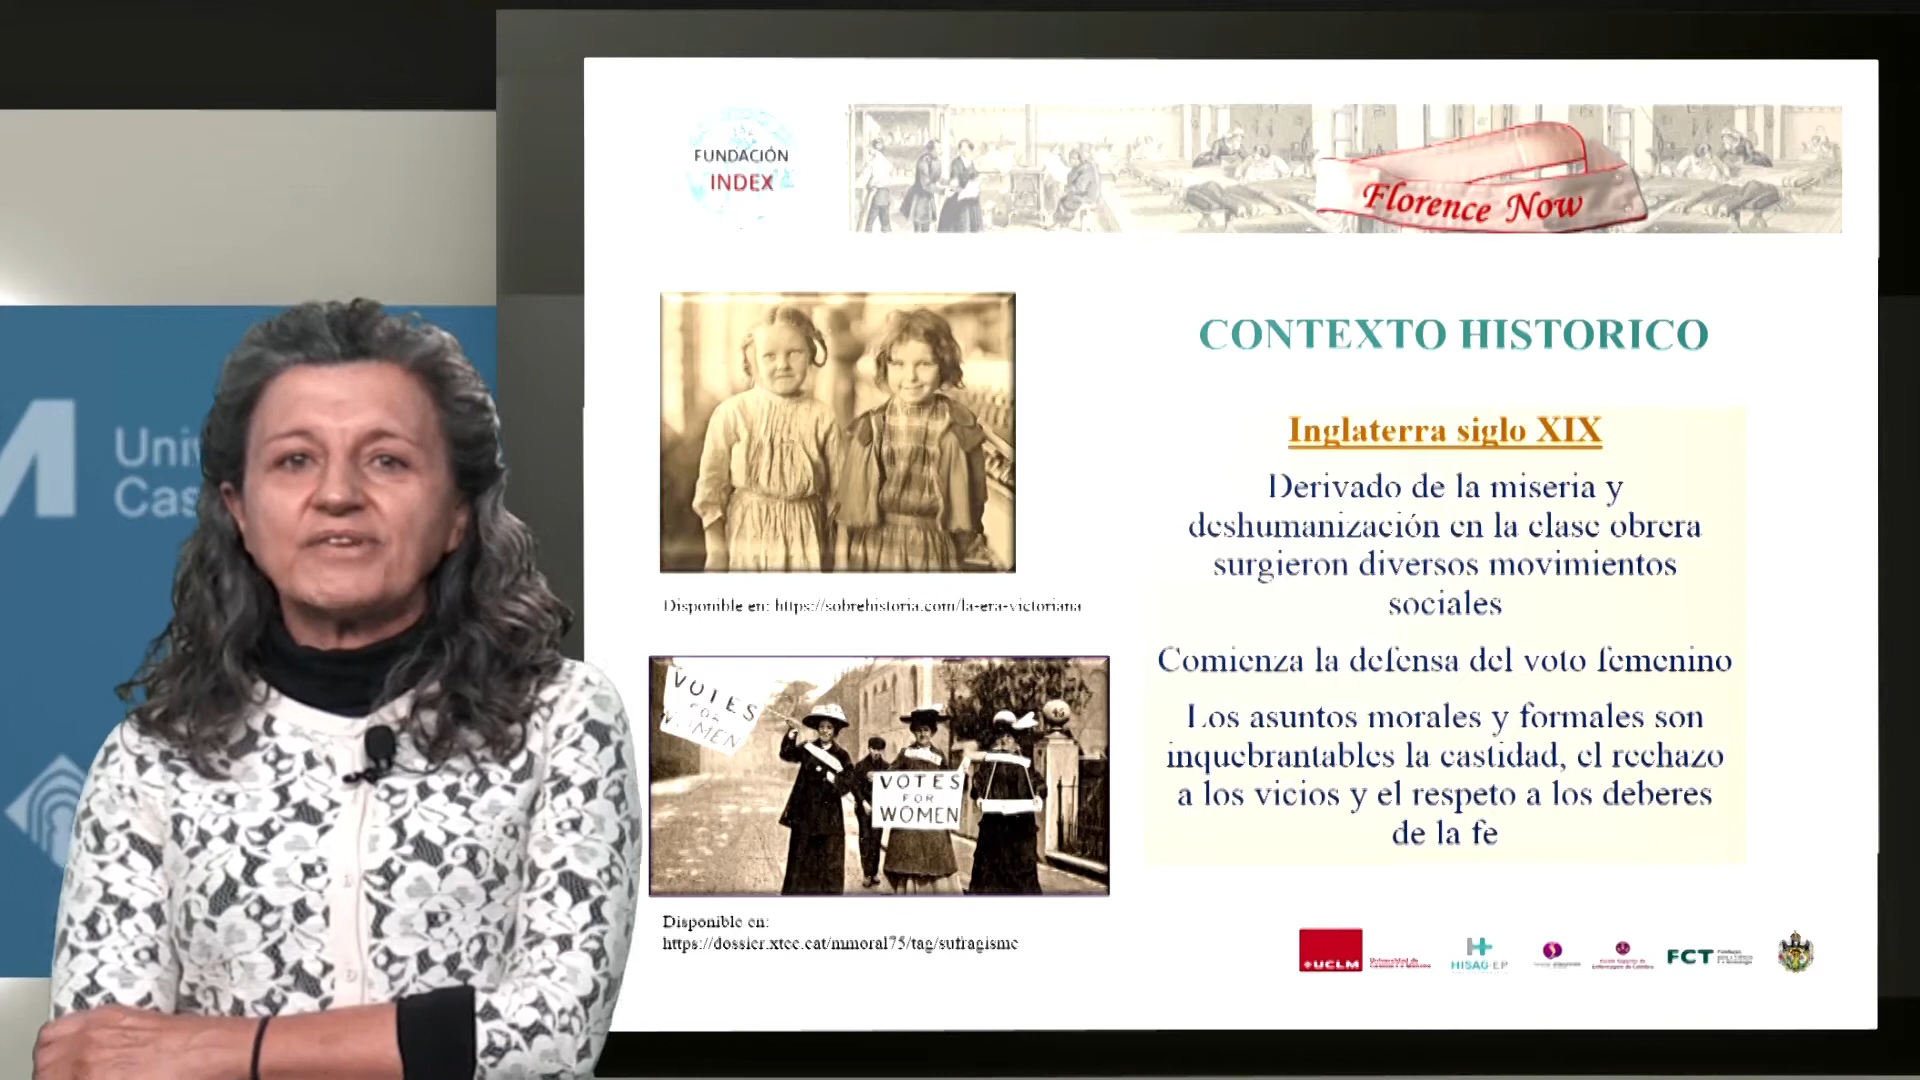 M
Uni
Cas
FUNDACIÓN
INDEX
Florence Now
CONTEXTO HISTORICO
Inglaterra siglo XIX
Derivado de la miseria y
deshumanización en la clase obrera
surgieron diversos movimientos
sociales
Comienza la defensa del voto femenino
Los asuntos morales y formales son
inquebrantables la castidad, el rechazo
a los vicios y el respeto a los deberes
de la fe
Disponible en: https://sobrehistoria.com/la-era-victoriana
VOTES
FOR
WOMEN
VOTES
FOR
WOMEN
Disponible en:
https://dossier.xtec.cat/mmoral75/tag/sufragisme
UCLM
HISAG-EP
FCT